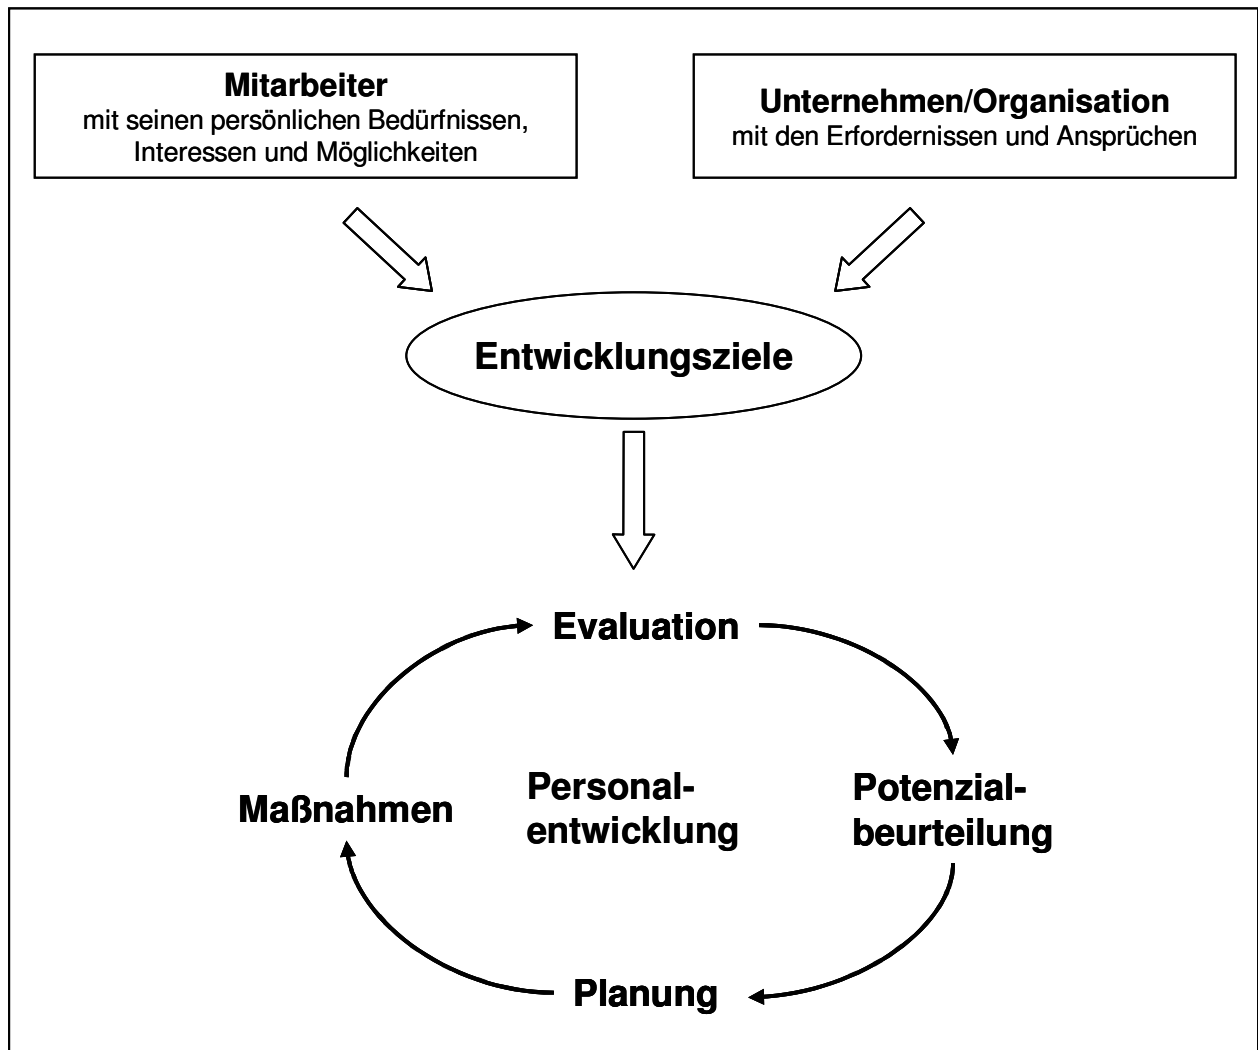 Mitarbeiter
mit seinen persönlichen Bedürfnissen,
Interessen und Möglichkeiten
Unternehmen/Organisation
mit den Erfordernissen und Ansprüchen
Entwicklungsziele
Evaluation
Maßnahmen
Personal-
entwicklung
Potenzial-
beurteilung
Planung